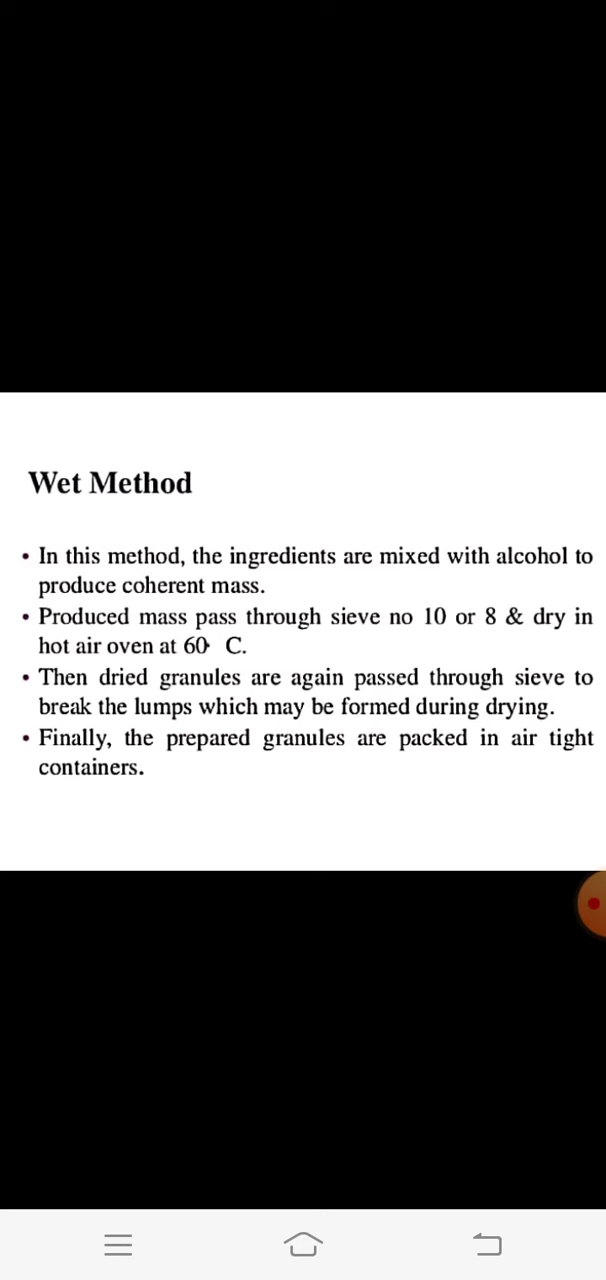 Wet Method
• In this method, the ingredients are mixed with alcohol to
produce coherent mass.
• Produced mass pass through sieve no 10 or 8 & dry in
hot air oven at 60 C.
• Then dried granules are again passed through sieve to
break the lumps which may be formed during drying.
• Finally, the prepared granules are packed in air tight
containers.